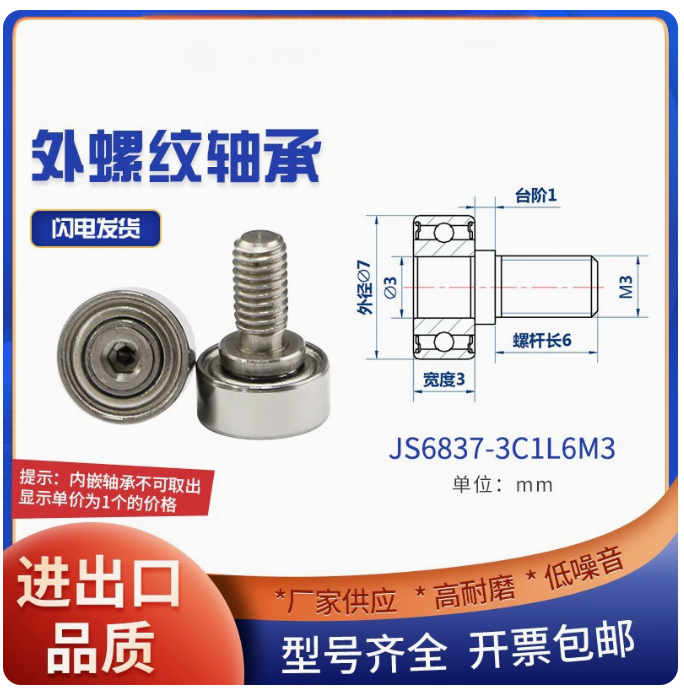 外螺纹轴承
闪电发货
台阶1
外径∅7
∅3
M3
螺杆长6
宽度3
JS6837-3C1L6M3
单位：mm
提示：内嵌轴承不可取出
显示单价为1个的价格
进出口
品质
*厂家供应 *高耐磨 *低噪音
型号齐全 开票包邮